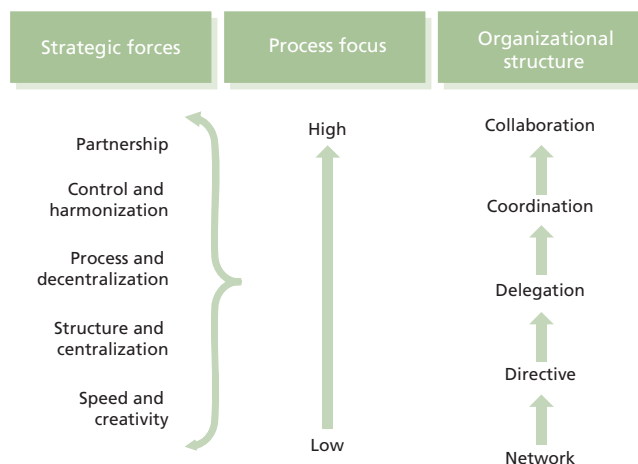 Strategic forces
Process focus
Organizational
structure
Partnership
Control and
harmonization
Process and
decentralization
Structure and
centralization
Speed and
creativity
High
Low
Collaboration
Coordination
Delegation
Directive
Network